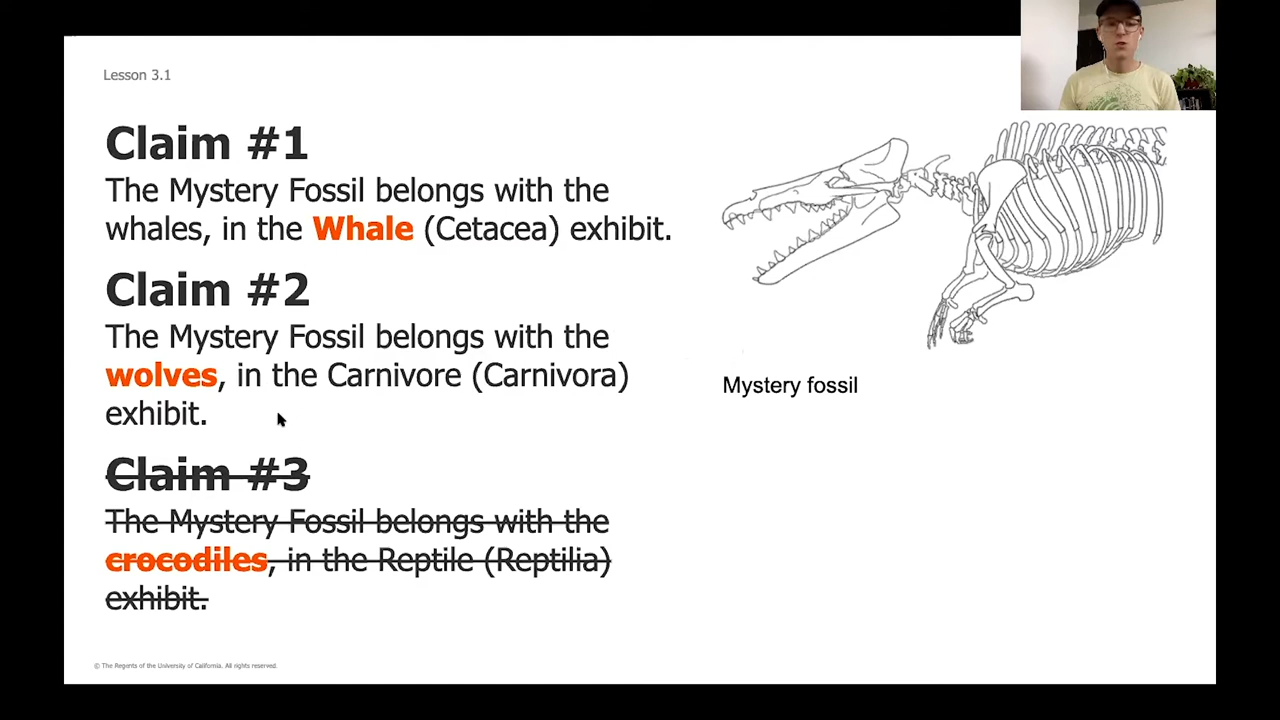 Lesson 3.1
Claim #1
The Mystery Fossil belongs with the
whales, in the Whale (Cetacea) exhibit.
Claim #2
The Mystery Fossil belongs with the
wolves, in the Carnivore (Carnivora)
exhibit.
Claim #3
The Mystery Fossil belongs with the
crocodiles, in the Reptile (Reptilia)
exhibit.
Mystery fossil
© The Regents of the University of California. All rights reserved.